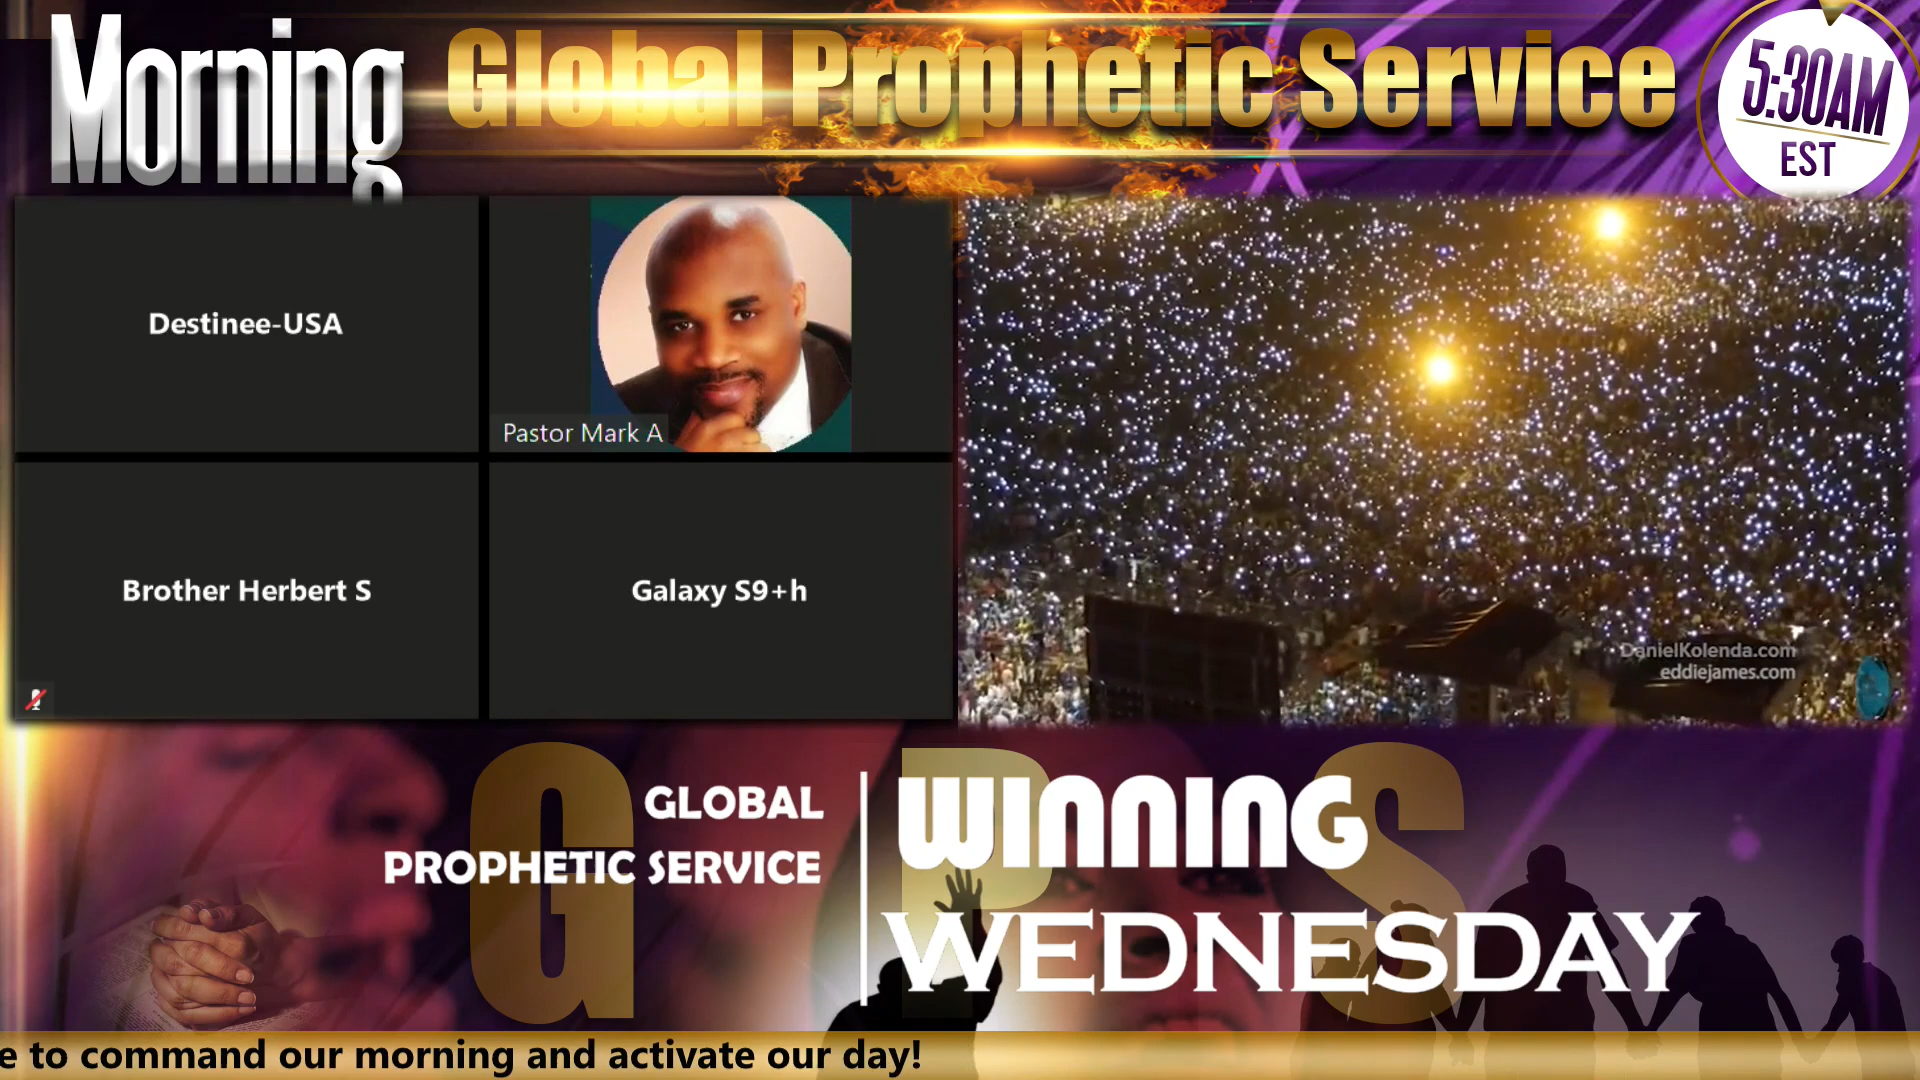 Morning
Global Prophetic Service
5:30AM
EST
Destinee-USA
Pastor Mark A
Brother Herbert S
Galaxy S9+h
DanielKolenda.com
eddiejames.com
G P S
GLOBAL
PROPHETIC SERVICE
WINNING
WEDNESDAY
e to command our morning and activate our day!